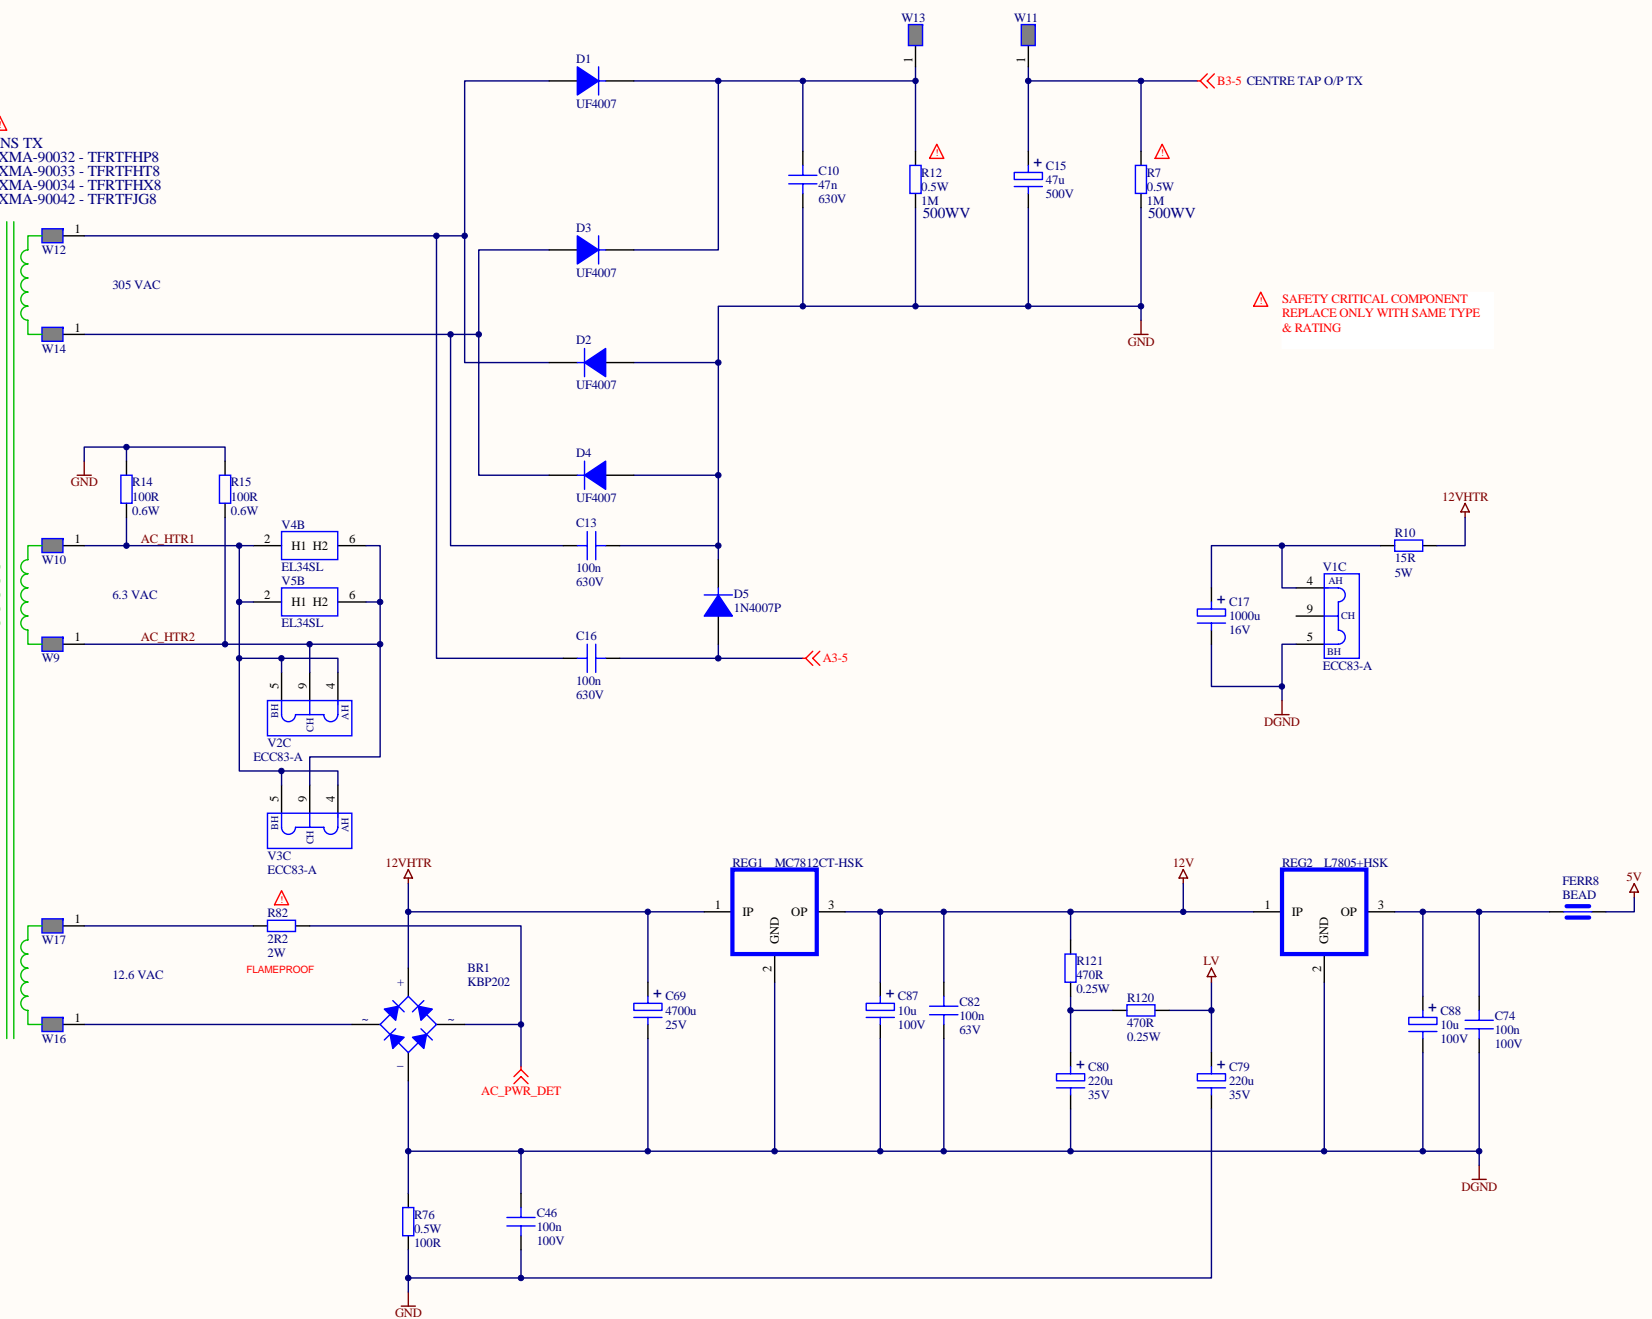 W13
W11
1
1
D1
UF4007
B3-5 CENTRE TAP O/P TX
NS TX
XMA-90032 - TFRTFHP8
XMA-90033 - TFRTFHT8
XMA-90034 - TFRTFHX8
XMA-90042 - TFRTFJG8
C10
47n
630V
R12
0.5W
1M
500WV
+ C15
47u
500V
R7
0.5W
1M
500WV
W12
1
305 VAC
W14
1
D3
UF4007
SAFETY CRITICAL COMPONENT
REPLACE ONLY WITH SAME TYPE
& RATING
GND
D2
UF4007
D4
UF4007
GND
R14
100R
0.6W
R15
100R
0.6W
W10
1
AC_HTR1
2
V4B
H1 H2
6
EL34SL
V5B
2
H1 H2
6
EL34SL
6.3 VAC
W9
1
AC_HTR2
C13
100n
630V
D5
1N4007P
C16
100n
630V
A3-5
12VHTR
R10
15R
5W
V1C
4
AH
9
CH
5
BH
ECC83-A
+ C17
1000u
16V
DGND
5
9
4
BH
CH
AH
V2C
ECC83-A
5
9
4
BH
CH
AH
V3C
ECC83-A
12VHTR
REG1 MC7812CT-HSK
1
IP
OP
3
GND
2
12V
REG2 L7805+HSK
1
IP
OP
3
GND
2
FERR8
BEAD
5V
W17
1
R82
2R2
2W
FLAMEPROOF
12.6 VAC
W16
1
BR1
KBP202
+
~
~
−
AC_PWR_DET
+ C69
4700u
25V
+ C87
10u
100V
C82
100n
63V
R121
470R
0.25W
R120
470R
0.25W
LV
+ C80
220u
35V
+ C79
220u
35V
+ C88
10u
100V
C74
100n
100V
DGND
R76
0.5W
100R
C46
100n
100V
GND